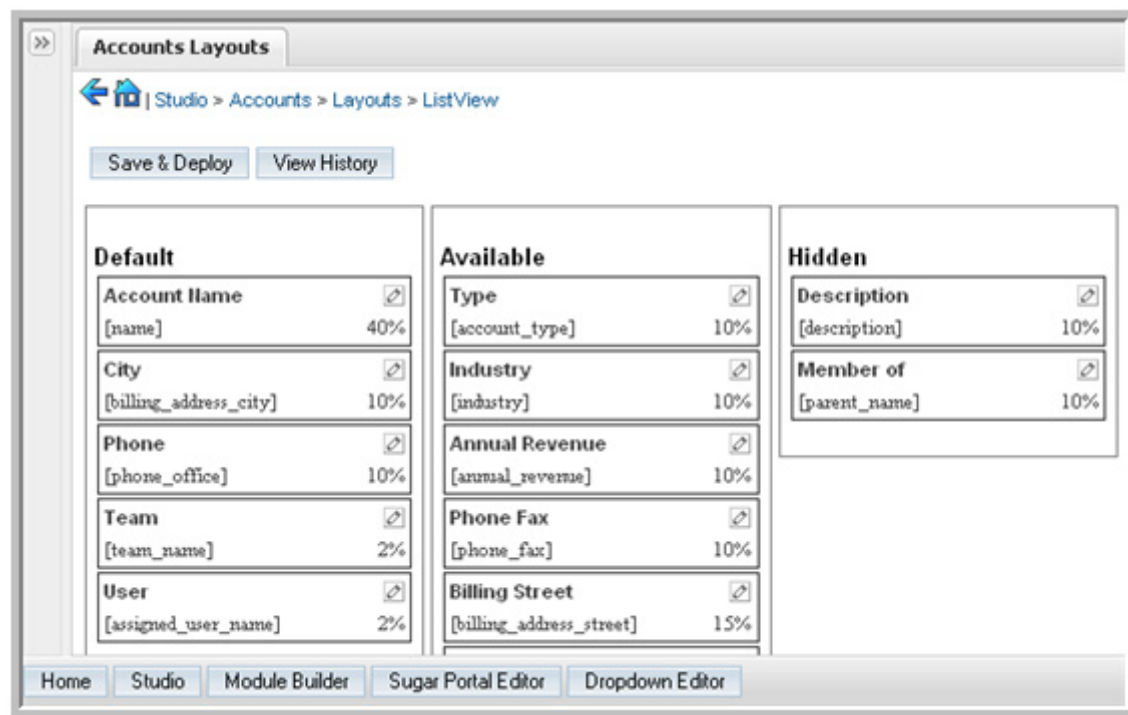 Accounts Layouts
| Studio > Accounts > Layouts > ListView
Save & Deploy View History
Default
Account Name
[name] 40%
City
[billing_address_city] 10%
Phone
[phone_office] 10%
Team
[team_name] 2%
User
[assigned_user_name] 2%
Available
Type
[account_type] 10%
Industry
[industry] 10%
Annual Revenue
[annual_revenue] 10%
Phone Fax
[phone_fax] 10%
Billing Street
[billing_address_street] 15%
Hidden
Description
[description] 10%
Member of
[parent_name] 10%
Home Studio Module Builder Sugar Portal Editor Dropdown Editor